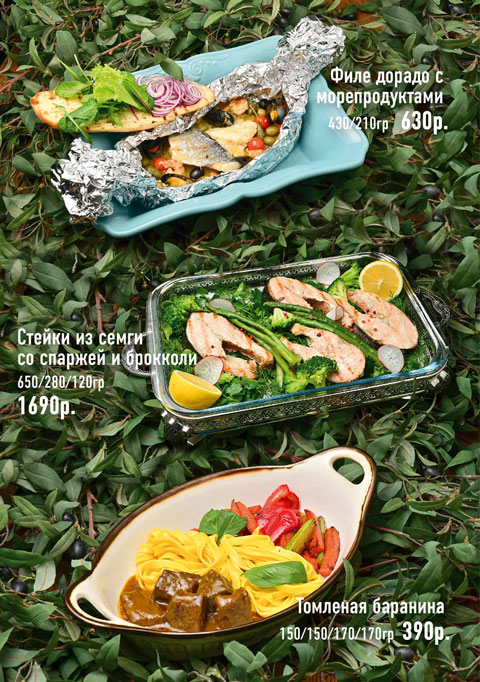 Филе дорадо с
морепродуктами
430/210гр 630р.
Стейки из семги
со спаржей и брокколи
650/280/120гр
1690р.
Томленая баранина
150/150/170/170гр 390р.